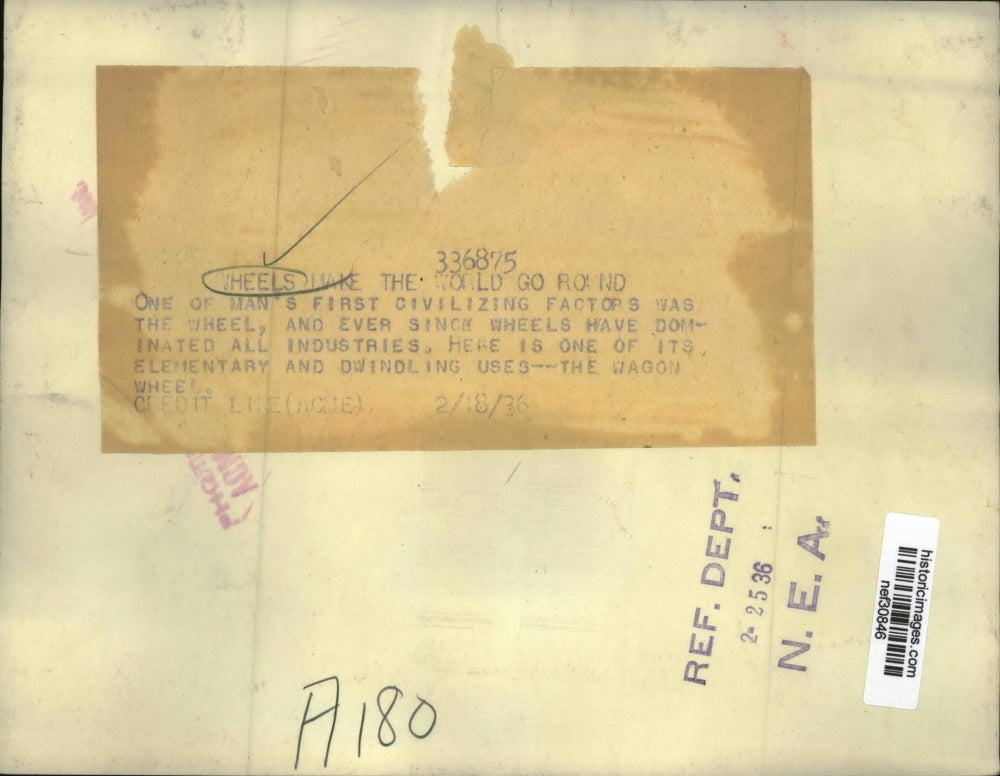 336875
WHEELS MAKE THE WORLD GO ROUND
ONE OF MAN'S FIRST CIVILIZING FACTORS WAS
THE WHEEL, AND EVER SINCE WHEELS HAVE DOM-
INATED ALL INDUSTRIES. HERE IS ONE OF ITS
ELEMENTARY AND DWINDLING USES--THE WAGON
WHEEL.
CREDIT LINE(ACME) 2/18/36
PHOTO
ACM
REF. DEPT.
2-25 36
N. E. A.
historicimages.com
nef30846
A180